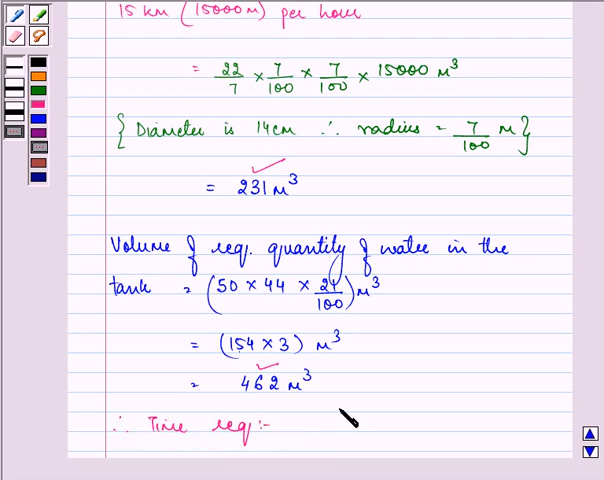 15 km (15000 m) per hour
= 22/7 × 7/100 × 7/100 × 15000 m³
{Diameter is 14cm ∴ radius = 7/100 m}
= 231 m³
Volume of req. quantity of water in the
tank = (50 × 44 × 21/100) m³
= (154 × 3) m³
= 462 m³
∴ Time req:-